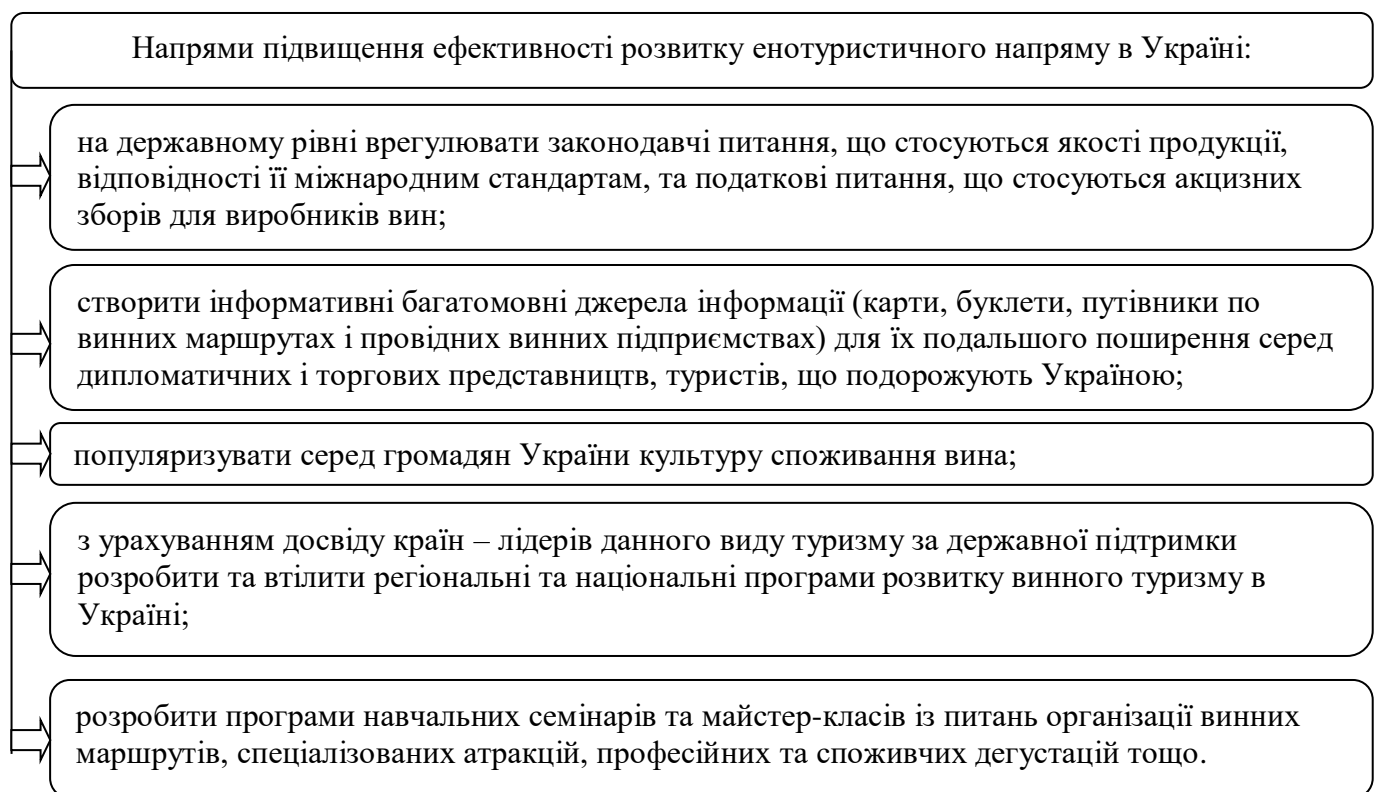 Напрями підвищення ефективності розвитку енотуристичного напряму в Україні:
на державному рівні врегулювати законодавчі питання, що стосуються якості продукції,
відповідності її міжнародним стандартам, та податкові питання, що стосуються акцизних
зборів для виробників вин;
створити інформативні багатомовні джерела інформації (карти, буклети, путівники по
винних маршрутах і провідних винних підприємствах) для їх подальшого поширення серед
дипломатичних і торгових представництв, туристів, що подорожують Україною;
популяризувати серед громадян України культуру споживання вина;
з урахуванням досвіду країн – лідерів данного виду туризму за державної підтримки
розробити та втілити регіональні та національні програми розвитку винного туризму в
Україні;
розробити програми навчальних семінарів та майстер-класів із питань організації винних
маршрутів, спеціалізованих атракцій, професійних та споживчих дегустацій тощо.